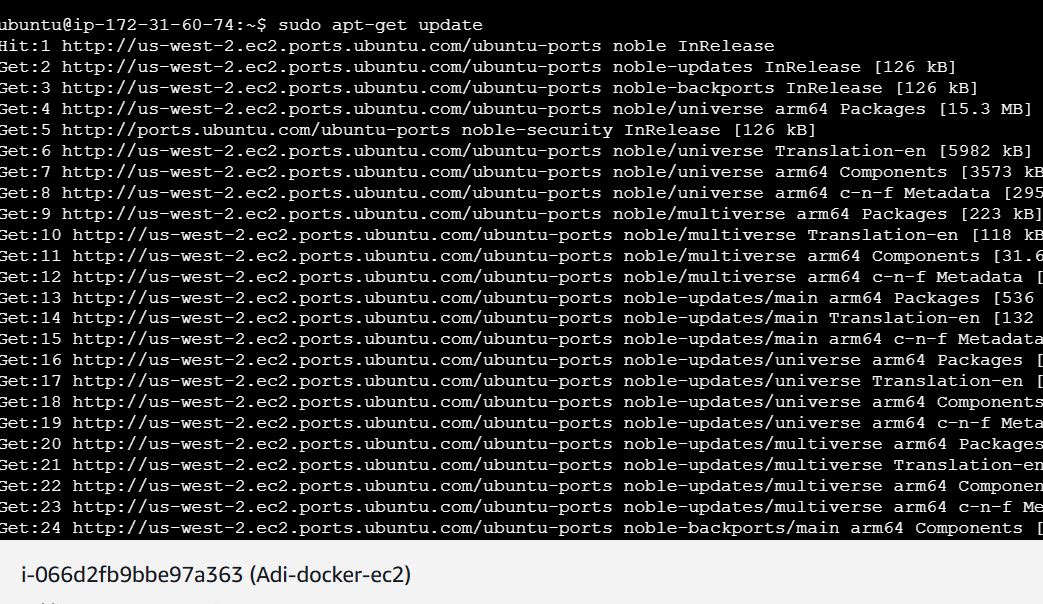 ubuntu@ip-172-31-60-74:~$ sudo apt-get update
Hit:1 http://us-west-2.ec2.ports.ubuntu.com/ubuntu-ports noble InRelease
Get:2 http://us-west-2.ec2.ports.ubuntu.com/ubuntu-ports noble-updates InRelease [126 kB]
Get:3 http://us-west-2.ec2.ports.ubuntu.com/ubuntu-ports noble-backports InRelease [126 kB]
Get:4 http://us-west-2.ec2.ports.ubuntu.com/ubuntu-ports noble/universe arm64 Packages [15.3 MB]
Get:5 http://ports.ubuntu.com/ubuntu-ports noble-security InRelease [126 kB]
Get:6 http://us-west-2.ec2.ports.ubuntu.com/ubuntu-ports noble/universe Translation-en [5982 kB]
Get:7 http://us-west-2.ec2.ports.ubuntu.com/ubuntu-ports noble/universe arm64 Components [3573 kB
Get:8 http://us-west-2.ec2.ports.ubuntu.com/ubuntu-ports noble/universe arm64 c-n-f Metadata [295
Get:9 http://us-west-2.ec2.ports.ubuntu.com/ubuntu-ports noble/multiverse arm64 Packages [223 kB]
Get:10 http://us-west-2.ec2.ports.ubuntu.com/ubuntu-ports noble/multiverse Translation-en [118 kB
Get:11 http://us-west-2.ec2.ports.ubuntu.com/ubuntu-ports noble/multiverse arm64 Components [31.6
Get:12 http://us-west-2.ec2.ports.ubuntu.com/ubuntu-ports noble/multiverse arm64 c-n-f Metadata [
Get:13 http://us-west-2.ec2.ports.ubuntu.com/ubuntu-ports noble-updates/main arm64 Packages [536
Get:14 http://us-west-2.ec2.ports.ubuntu.com/ubuntu-ports noble-updates/main Translation-en [132
Get:15 http://us-west-2.ec2.ports.ubuntu.com/ubuntu-ports noble-updates/main arm64 c-n-f Metadata
Get:16 http://us-west-2.ec2.ports.ubuntu.com/ubuntu-ports noble-updates/universe arm64 Packages [
Get:17 http://us-west-2.ec2.ports.ubuntu.com/ubuntu-ports noble-updates/universe Translation-en [
Get:18 http://us-west-2.ec2.ports.ubuntu.com/ubuntu-ports noble-updates/universe arm64 Components
Get:19 http://us-west-2.ec2.ports.ubuntu.com/ubuntu-ports noble-updates/universe arm64 c-n-f Meta
Get:20 http://us-west-2.ec2.ports.ubuntu.com/ubuntu-ports noble-updates/multiverse arm64 Packages
Get:21 http://us-west-2.ec2.ports.ubuntu.com/ubuntu-ports noble-updates/multiverse Translation-en
Get:22 http://us-west-2.ec2.ports.ubuntu.com/ubuntu-ports noble-updates/multiverse arm64 Componen
Get:23 http://us-west-2.ec2.ports.ubuntu.com/ubuntu-ports noble-updates/multiverse arm64 c-n-f Me
Get:24 http://us-west-2.ec2.ports.ubuntu.com/ubuntu-ports noble-backports/main arm64 Components [
i-066d2fb9bbe97a363 (Adi-docker-ec2)